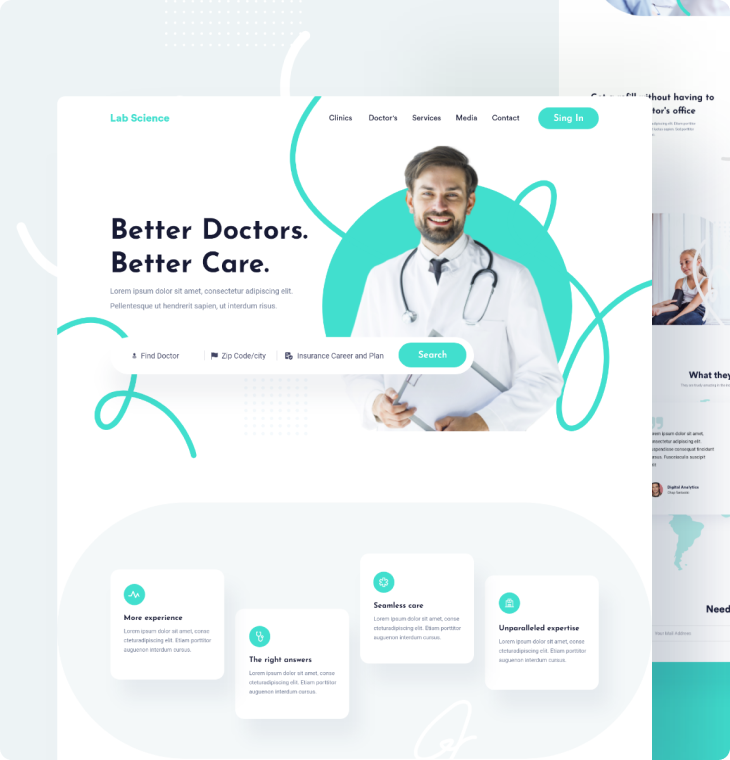 Lab Science
Clinics
Doctor's
Services
Media
Contact
Sing In
Better Doctors.
Better Care.
Lorem ipsum dolor sit amet, consectetur adipiscing elit.
Pellentesque ut hendrerit sapien, ut interdum risus.
Find Doctor
Zip Code/city
Insurance Career and Plan
Search
More experience
Lorem ipsum dolor sit amet, conse
cteturadipiscing elit. Etiam porttitor
auguenon interdum cursus.
The right answers
Lorem ipsum dolor sit amet, conse
cteturadipiscing elit. Etiam porttitor
auguenon interdum cursus.
Seamless care
Lorem ipsum dolor sit amet, conse
cteturadipiscing elit. Etiam porttitor
auguenon interdum cursus.
Unparalleled expertise
Lorem ipsum dolor sit amet, conse
cteturadipiscing elit. Etiam porttitor
auguenon interdum cursus.
without having to
office
What they
Digital Analytics
Need
Your Mail Address